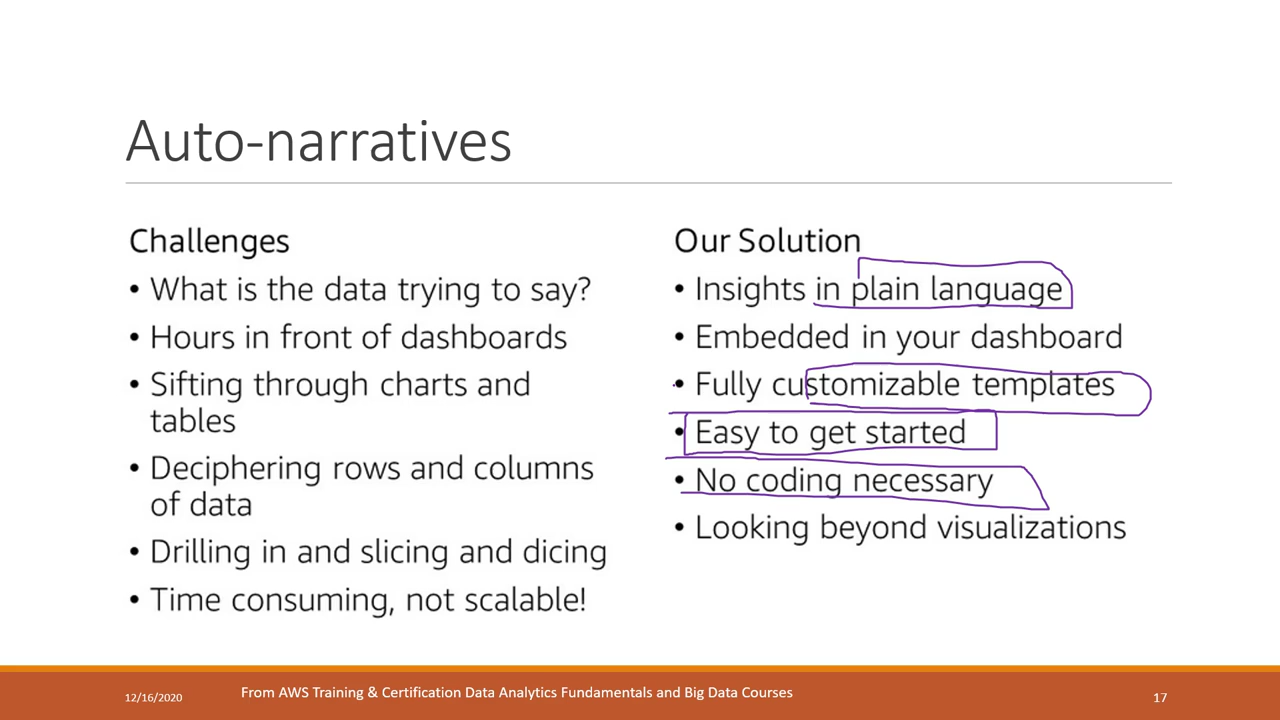 Auto-narratives
Challenges
• What is the data trying to say?
• Hours in front of dashboards
• Sifting through charts and
tables
• Deciphering rows and columns
of data
• Drilling in and slicing and dicing
• Time consuming, not scalable!
Our Solution
• Insights in plain language
• Embedded in your dashboard
• Fully customizable templates
• Easy to get started
• No coding necessary
• Looking beyond visualizations
12/16/2020
From AWS Training & Certification Data Analytics Fundamentals and Big Data Courses
17